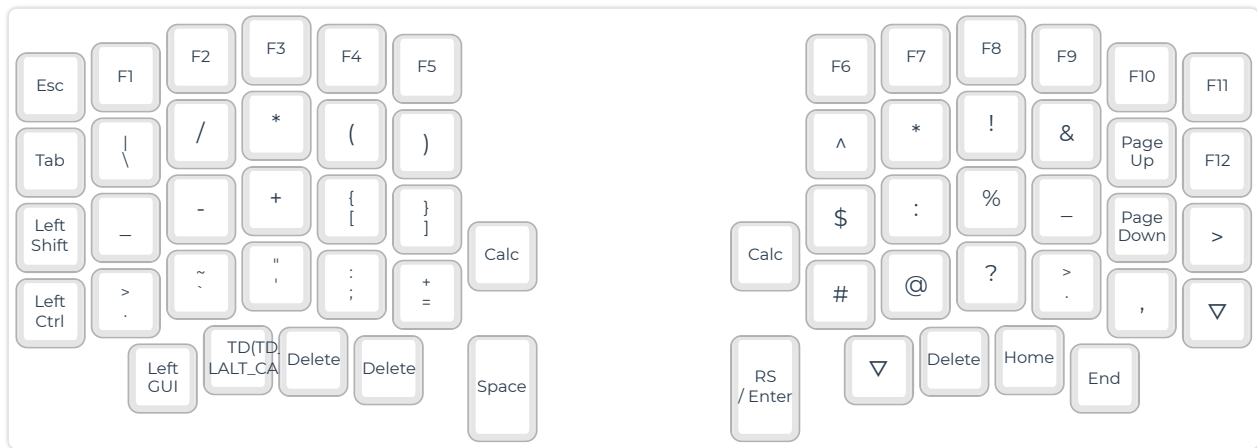 Esc
F1
F2
F3
F4
F5
F6
F7
F8
F9
F10
F11
Tab
|
\
/
*
(
)
^
*
!
&
Page
Up
F12
Left
Shift
_
-
+
{
[
}
]
Calc
Calc
$
:
%
_
Page
Down
>
Left
Ctrl
>
.
~
`
"
'
:
;
+
=
#
@
?
>
.
,
▽
Left
GUI
TD(TD_
LALT_CA
Delete
Delete
Space
RS
/ Enter
▽
Delete
Home
End